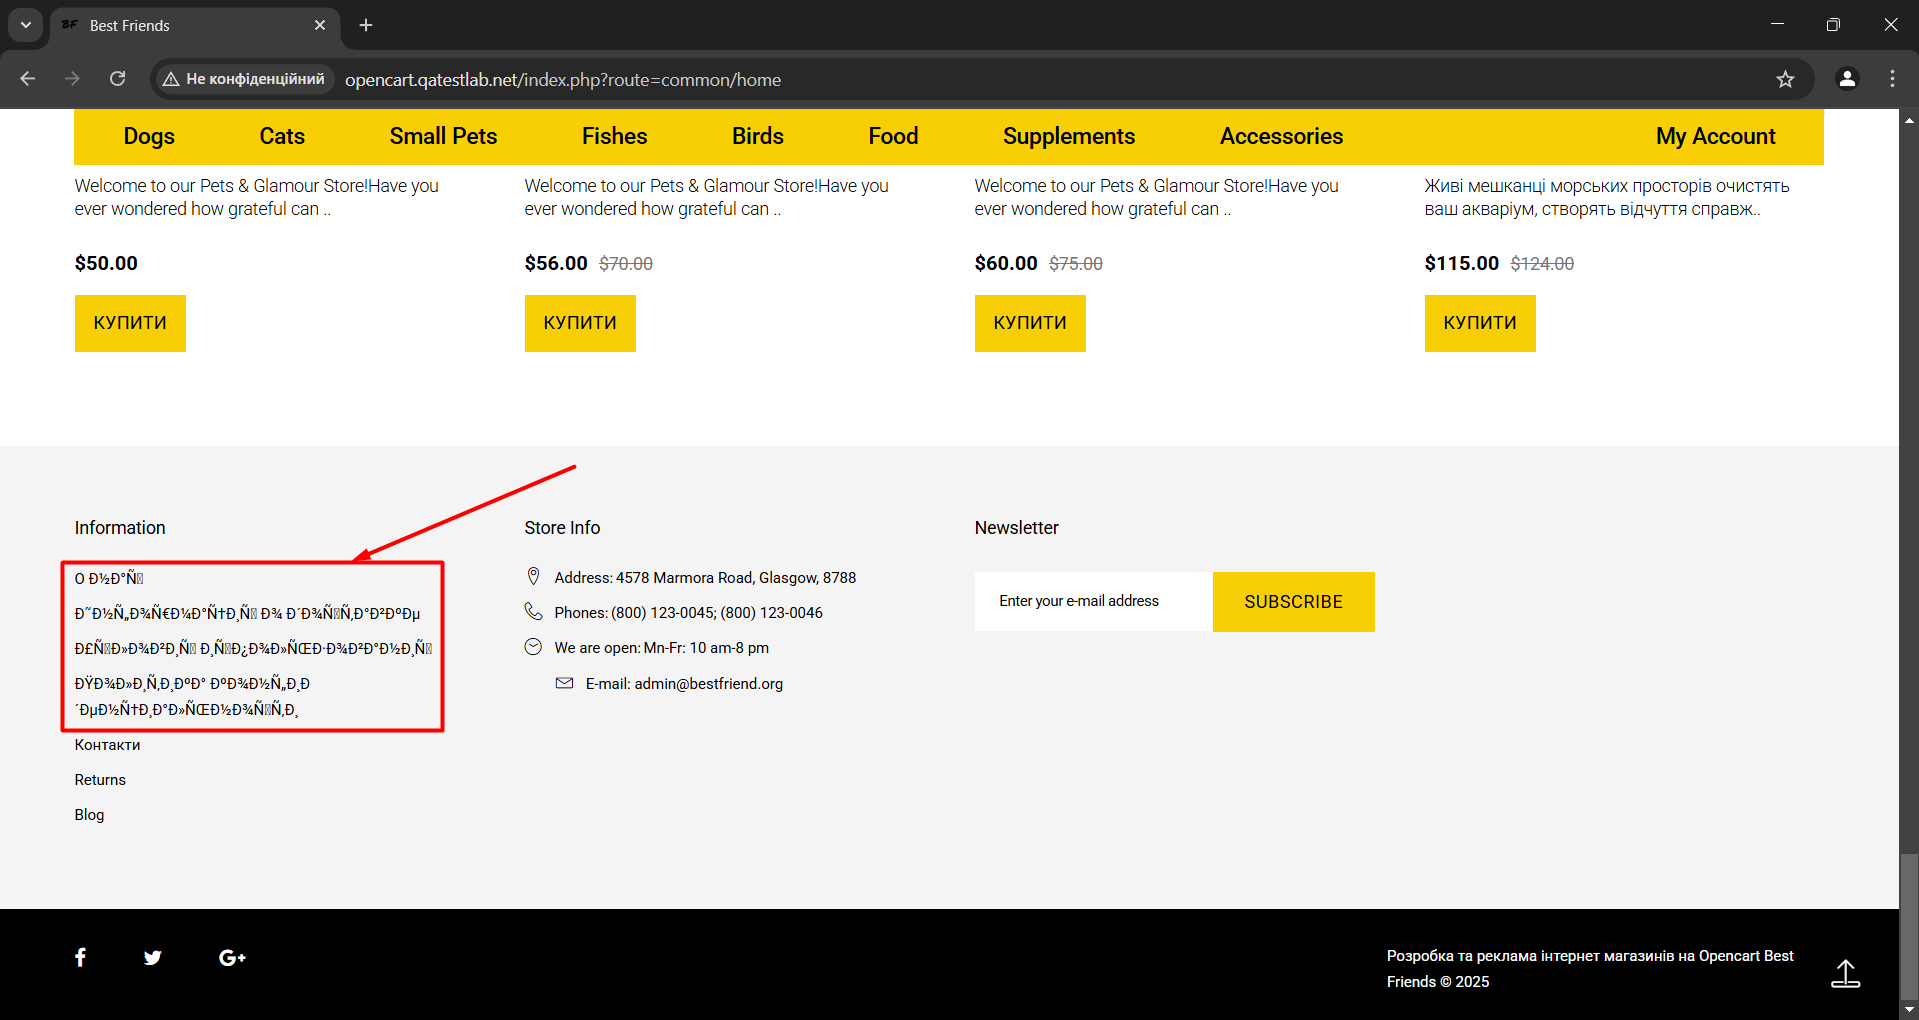 Best Friends
Не конфіденційний opencart.qatestlab.net/index.php?route=common/home
Dogs Cats Small Pets Fishes Birds Food Supplements Accessories My Account
Welcome to our Pets & Glamour Store!Have you
ever wondered how grateful can ..
$50.00
КУПИТИ
Welcome to our Pets & Glamour Store!Have you
ever wondered how grateful can ..
$56.00 $70.00
КУПИТИ
Welcome to our Pets & Glamour Store!Have you
ever wondered how grateful can ..
$60.00 $75.00
КУПИТИ
Живі мешканці морських просторів очистять
ваш акваріум, створять відчуття справж..
$115.00 $124.00
КУПИТИ
Information
О Ð½Ð°Ñ
Ð˜Ð½Ñ„Ð¾Ñ€Ð¼Ð°Ñ†Ð¸Ñ Ð¾ Ð´Ð¾ÑÑ‚Ð°Ð²ÐºÐµ
Ð£ÑÐ»Ð¾Ð²Ð¸Ñ Ð¸ÑÐ¿Ð¾Ð»ÑŒÐ·Ð¾Ð²Ð°Ð½Ð¸Ñ
ÐŸÐ¾Ð»Ð¸Ñ‚Ð¸ÐºÐ° ÐºÐ¾Ð½Ñ„Ð¸Ð
´ÐµÐ½Ñ†Ð¸Ð°Ð»ÑŒÐ½Ð¾ÑÑ‚Ð¸
Контакти
Returns
Blog
Store Info
Address: 4578 Marmora Road, Glasgow, 8788
Phones: (800) 123-0045; (800) 123-0046
We are open: Mn-Fr: 10 am-8 pm
E-mail: admin@bestfriend.org
Newsletter
Enter your e-mail address
SUBSCRIBE
Розробка та реклама інтернет магазинів на Opencart Best
Friends © 2025